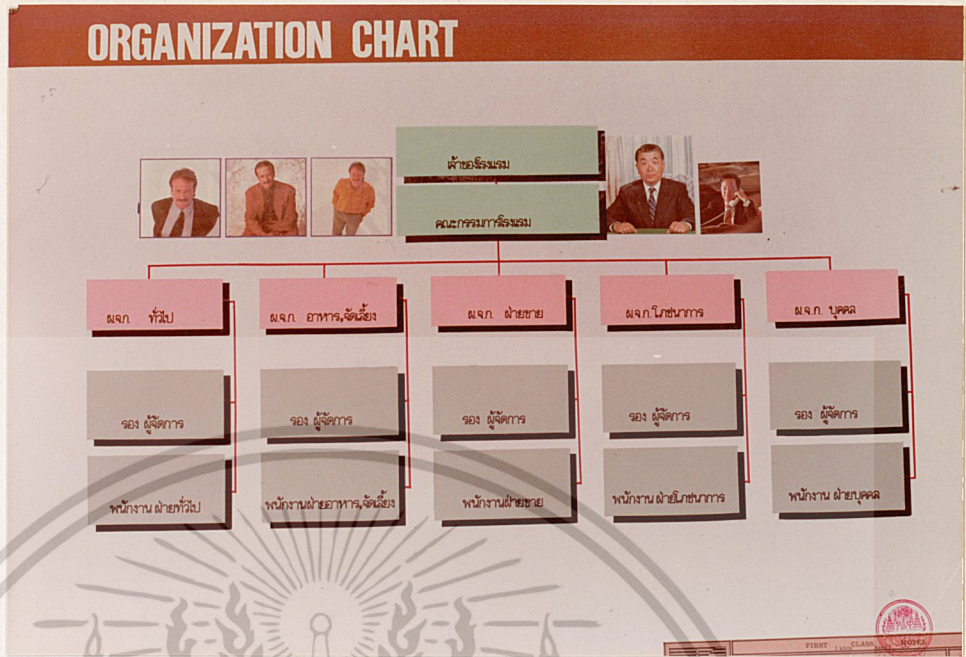 ORGANIZATION CHART
เจ้าของโรงแรม
คณะกรรมการโรงแรม
ผ.จ.ก. ทั่วไป
ผ.จ.ก. อาหาร,จัดเลี้ยง
ผ.จ.ก. ฝ่ายขาย
ผ.จ.ก. โภชนาการ
ผ.จ.ก. บุคคล
รอง ผู้จัดการ
รอง ผู้จัดการ
รอง ผู้จัดการ
รอง ผู้จัดการ
รอง ผู้จัดการ
พนักงาน ฝ่ายทั่วไป
พนักงานฝ่ายอาหาร,จัดเลี้ยง
พนักงานฝ่ายขาย
พนักงาน ฝ่ายโภชนาการ
พนักงาน ฝ่ายบุคคล
FIRST CLASS HOTEL